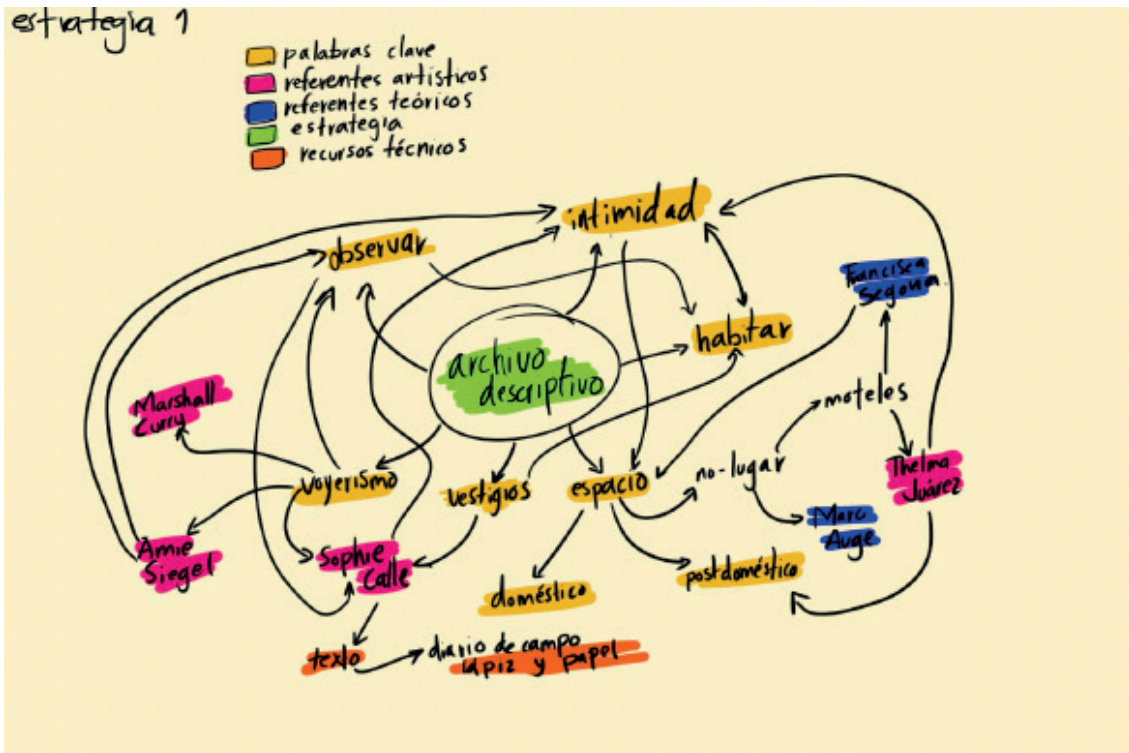 estrategia 1
palabras clave
referentes artísticos
referentes teóricos
estrategia
recursos técnicos
intimidad
observar
Francisca
Segovia
habitar
archivo
descriptivo
moteles
Marshall
Curry
no-lugar
Thelma
Juárez
voyerismo
vestigios
espacio
Marc
Auge
Amie
Siegel
Sophie
Calle
postdoméstico
doméstico
texto
diario de campo
lápiz y papel